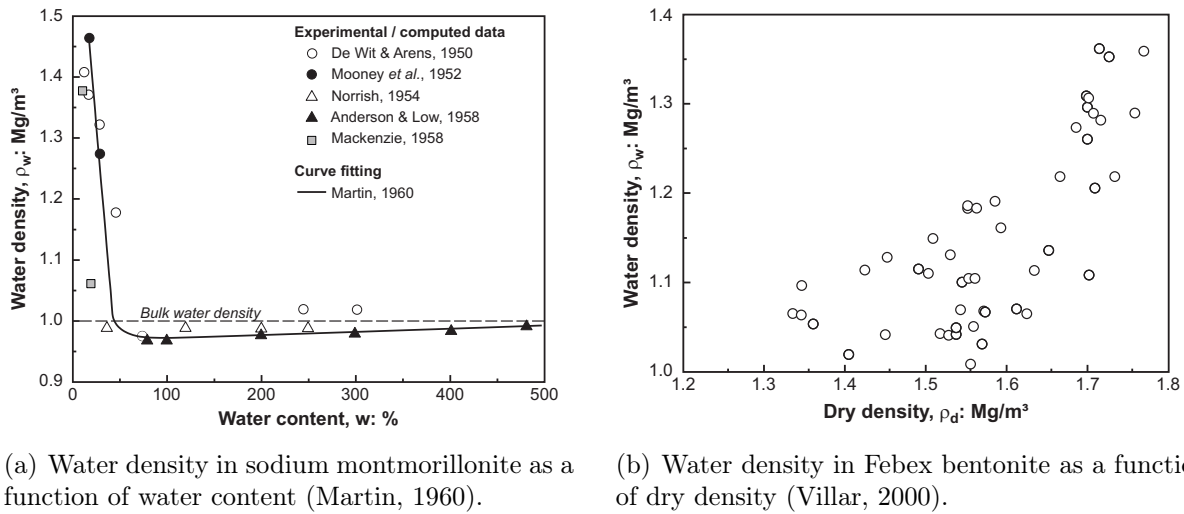 1.5
1.4
1.3
1.2
1.1
1.0
0.9
Water density, ρw: Mg/m³
0 100 200 300 400 500
Water content, w: %
Experimental / computed data
De Wit & Arens, 1950
Mooney et al., 1952
Norrish, 1954
Anderson & Low, 1958
Mackenzie, 1958
Curve fitting
Martin, 1960
Bulk water density
(a) Water density in sodium montmorillonite as a
function of water content (Martin, 1960).
1.4
1.3
1.2
1.1
1.0
Water density, ρw: Mg/m³
1.2 1.3 1.4 1.5 1.6 1.7 1.8
Dry density, ρd: Mg/m³
(b) Water density in Febex bentonite as a functi
of dry density (Villar, 2000).